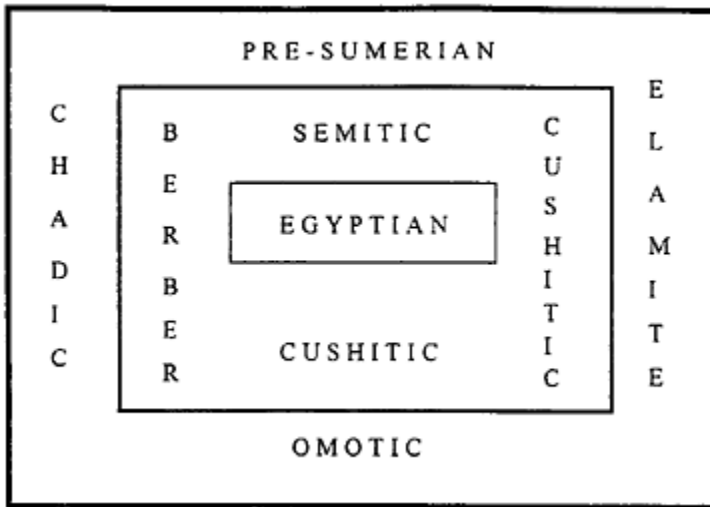 PRE-SUMERIAN
CHADIC
BERBER
SEMITIC
EGYPTIAN
CUSHITIC
CUSHITIC
ELAMITE
OMOTIC